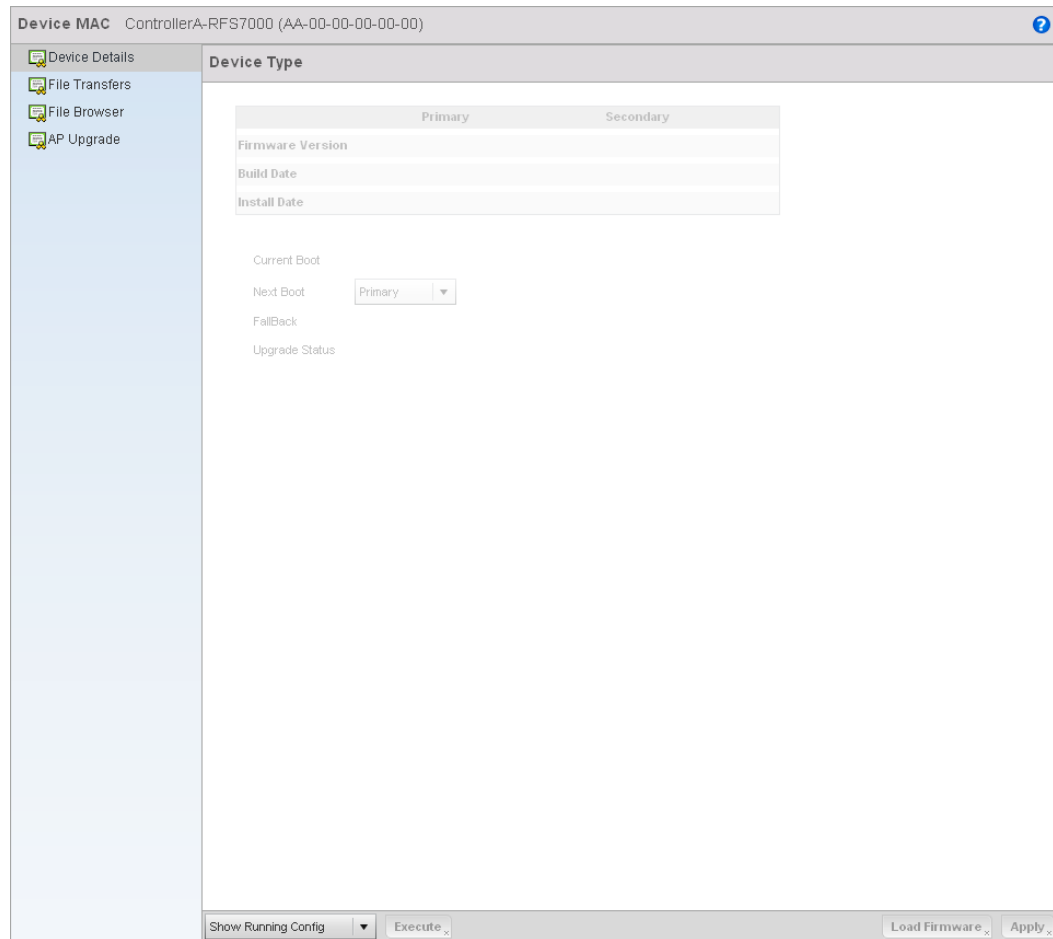 Device MAC ControllerA-RFS7000 (AA-00-00-00-00-00)
Device Details
File Transfers
File Browser
AP Upgrade
Device Type
Primary Secondary
Firmware Version
Build Date
Install Date
Current Boot
Next Boot Primary
FallBack
Upgrade Status
Show Running Config Execute Load Firmware Apply